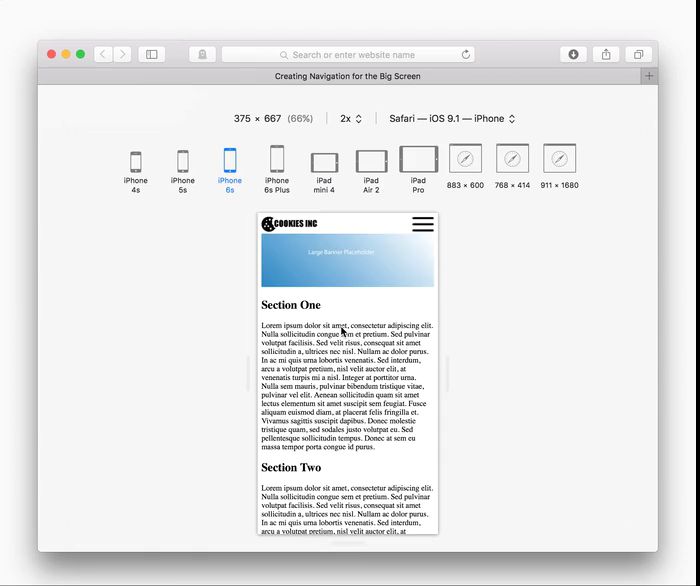 Search or enter website name
Creating Navigation for the Big Screen
375 × 667 (66%) 2x Safari — iOS 9.1 — iPhone
iPhone 4s
iPhone 5s
iPhone 6s
iPhone 6s Plus
iPad mini 4
iPad Air 2
iPad Pro
883 × 600
768 × 414
911 × 1680
COOKIES INC
Large Banner Placeholder
Section One
Lorem ipsum dolor sit amet, consectetur adipiscing elit.
Nulla sollicitudin congue sem et pretium. Sed pulvinar
volutpat facilisis. Sed velit risus, consequat sit amet
sollicitudin a, ultrices nec nisl. Nullam ac dolor purus.
In ac mi quis urna lobortis venenatis. Sed interdum,
arcu a volutpat pretium, nisl velit auctor elit, at
venenatis turpis mi a nisl. Integer at porttitor urna.
Nulla sem mauris, pulvinar bibendum tristique vitae,
pulvinar vel elit. Aenean sollicitudin quam sit amet
lectus elementum sit amet suscipit sem feugiat. Fusce
aliquam euismod diam, at placerat felis fringilla et.
Vivamus sagittis suscipit dapibus. Donec molestie
tristique quam, sed sodales justo volutpat eu. Sed
pellentesque sollicitudin tempus. Donec at sem eu
massa tempor porta congue id purus.
Section Two
Lorem ipsum dolor sit amet, consectetur adipiscing elit.
Nulla sollicitudin congue sem et pretium. Sed pulvinar
volutpat facilisis. Sed velit risus, consequat sit amet
sollicitudin a, ultrices nec nisl. Nullam ac dolor purus.
In ac mi quis urna lobortis venenatis. Sed interdum,
arcu a volutpat pretium, nisl velit auctor elit, at